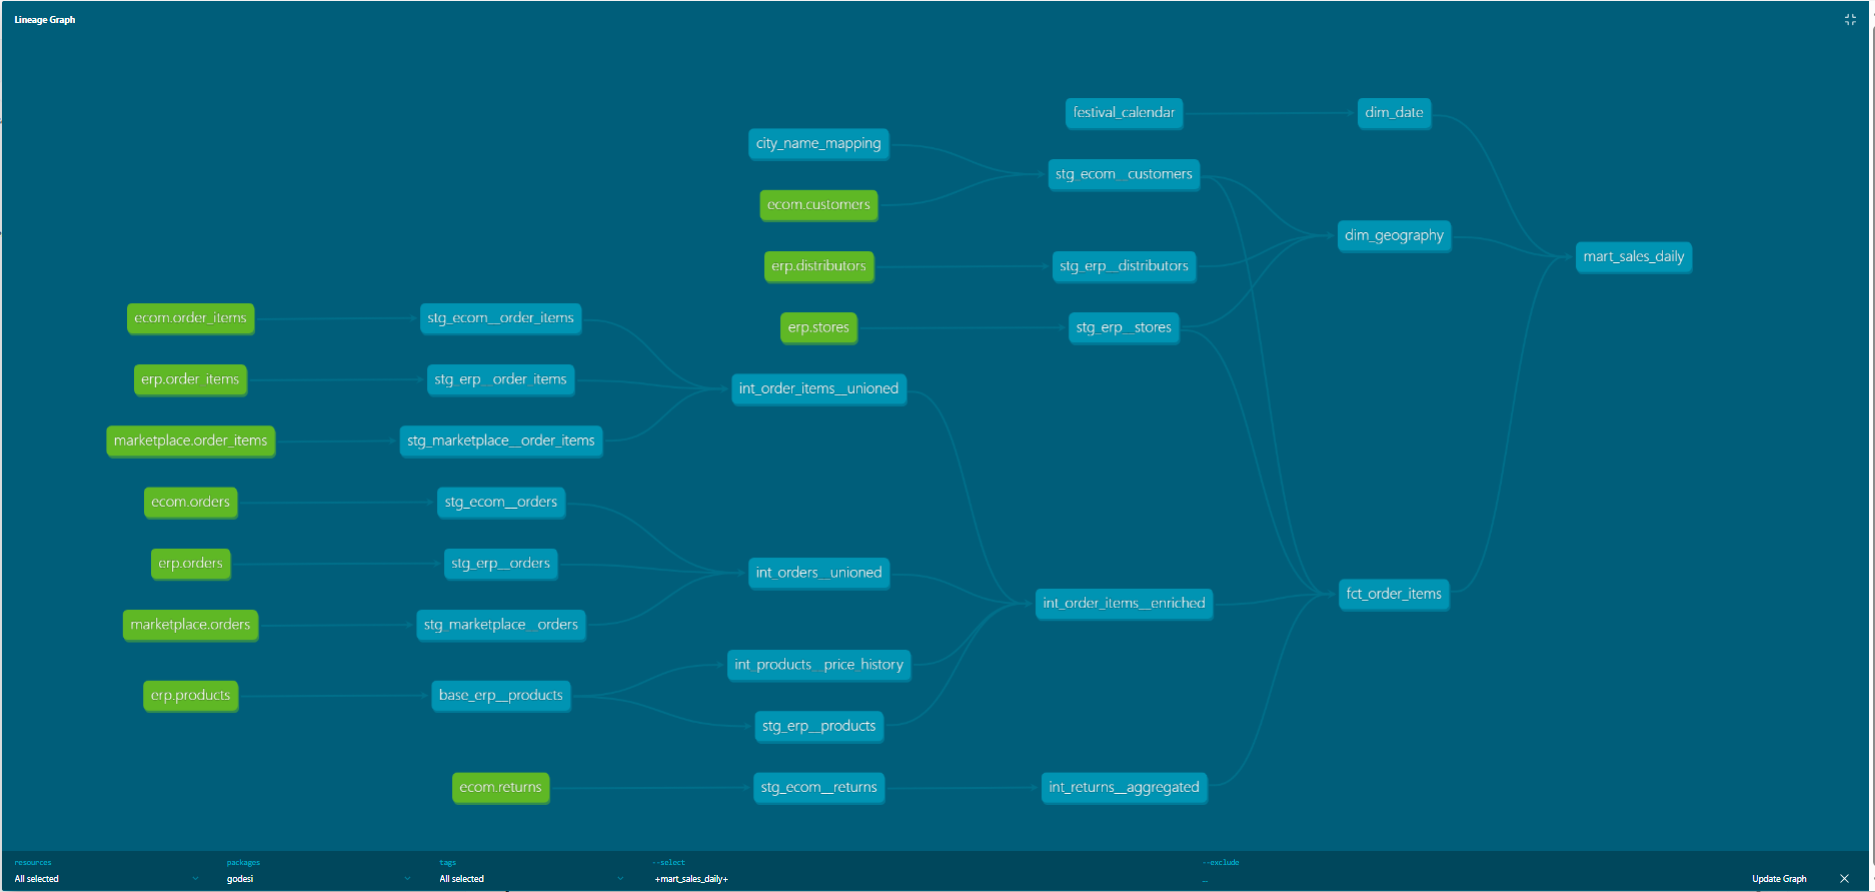 Lineage Graph
festival_calendar
dim_date
city_name_mapping
stg_ecom__customers
ecom.customers
dim_geography
mart_sales_daily
erp.distributors
stg_erp__distributors
ecom.order_items
stg_ecom__order_items
erp.stores
stg_erp__stores
erp.order_items
stg_erp__order_items
int_order_items__unioned
marketplace.order_items
stg_marketplace__order_items
ecom.orders
stg_ecom__orders
erp.orders
stg_erp__orders
int_orders__unioned
int_order_items__enriched
fct_order_items
marketplace.orders
stg_marketplace__orders
int_products__price_history
erp.products
base_erp__products
stg_erp__products
ecom.returns
stg_ecom__returns
int_returns__aggregated
resources
packages
tags
--select
--exclude
All selected
godesi
All selected
+mart_sales_daily+
...
Update Graph